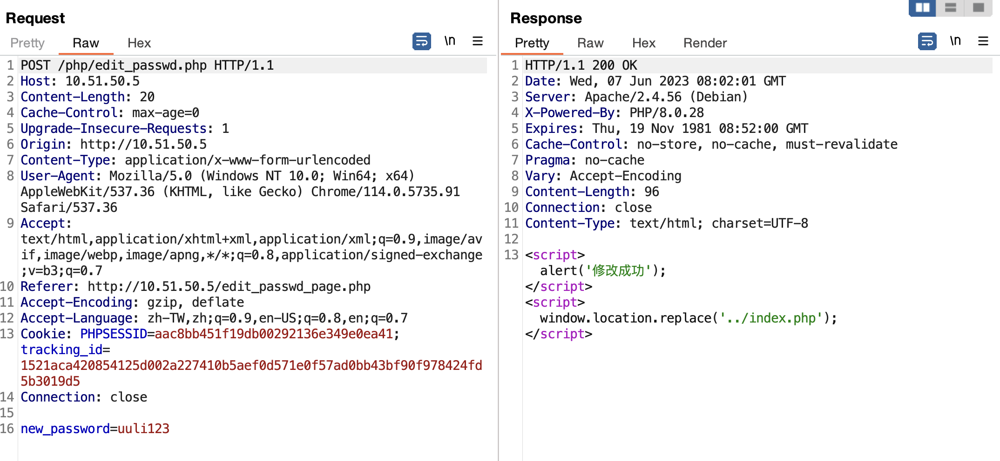 Request
Pretty Raw Hex \n
1 POST /php/edit_passwd.php HTTP/1.1
2 Host: 10.51.50.5
3 Content-Length: 20
4 Cache-Control: max-age=0
5 Upgrade-Insecure-Requests: 1
6 Origin: http://10.51.50.5
7 Content-Type: application/x-www-form-urlencoded
8 User-Agent: Mozilla/5.0 (Windows NT 10.0; Win64; x64)
AppleWebKit/537.36 (KHTML, like Gecko) Chrome/114.0.5735.91
Safari/537.36
9 Accept:
text/html,application/xhtml+xml,application/xml;q=0.9,image/av
if,image/webp,image/apng,*/*;q=0.8,application/signed-exchange
;v=b3;q=0.7
10 Referer: http://10.51.50.5/edit_passwd_page.php
11 Accept-Encoding: gzip, deflate
12 Accept-Language: zh-TW,zh;q=0.9,en-US;q=0.8,en;q=0.7
13 Cookie: PHPSESSID=aac8bb451f19db00292136e349e0ea41;
tracking_id=
1521aca420854125d002a227410b5aef0d571e0f57ad0bb43bf90f978424fd
5b3019d5
14 Connection: close
15
16 new_password=uuli123
Response
Pretty Raw Hex Render \n
1 HTTP/1.1 200 OK
2 Date: Wed, 07 Jun 2023 08:02:01 GMT
3 Server: Apache/2.4.56 (Debian)
4 X-Powered-By: PHP/8.0.28
5 Expires: Thu, 19 Nov 1981 08:52:00 GMT
6 Cache-Control: no-store, no-cache, must-revalidate
7 Pragma: no-cache
8 Vary: Accept-Encoding
9 Content-Length: 96
10 Connection: close
11 Content-Type: text/html; charset=UTF-8
12
13 <script>
alert('修改成功');
</script>
<script>
window.location.replace('../index.php');
</script>